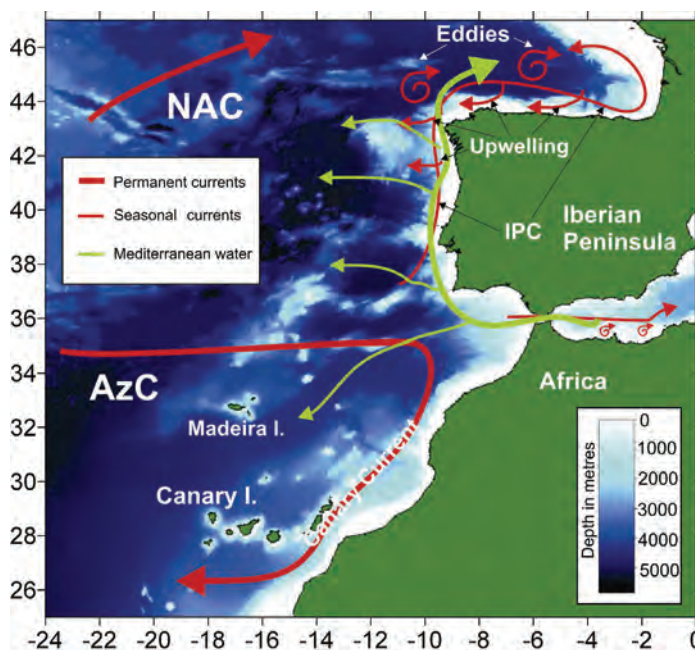 46
44
42
40
38
36
34
32
30
28
26
NAC
Eddies
Permanent currents
Seasonal currents
Mediterranean water
Upwelling
IPC
Iberian
Peninsula
AzC
Madeira I.
Africa
Canary I.
Canary Current
Depth in metres
0
1000
2000
3000
4000
5000
-24 -22 -20 -18 -16 -14 -12 -10 -8 -6 -4 -2 0